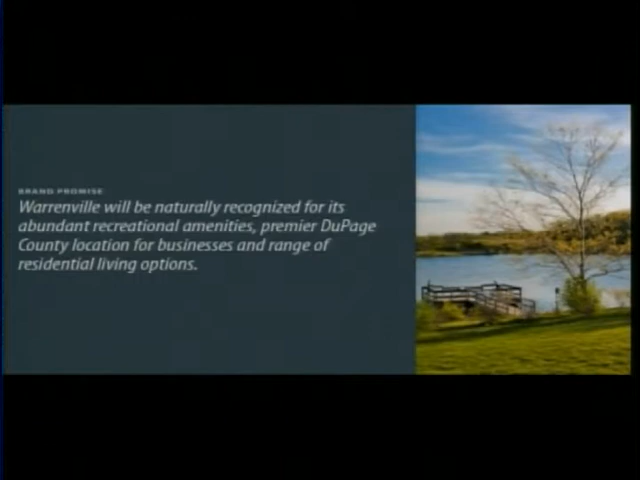 BRAND PROMISE
Warrenville will be naturally recognized for its
abundant recreational amenities, premier DuPage
County location for businesses and range of
residential living options.